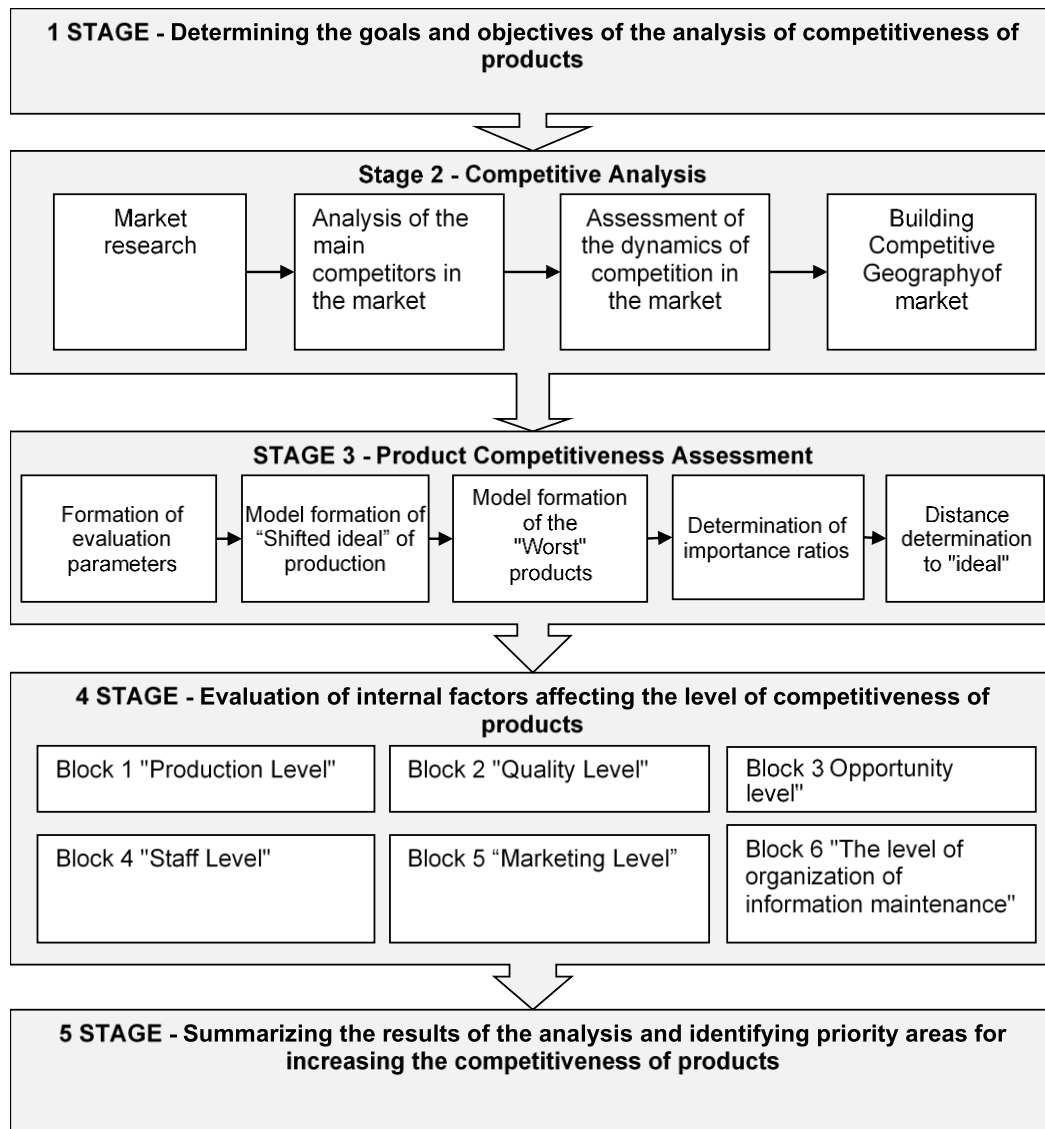 1 STAGE - Determining the goals and objectives of the analysis of competitiveness of
products
Stage 2 - Competitive Analysis
Market
research
Analysis of the
main
competitors in
the market
Assessment of
the dynamics of
competition in
the market
Building
Competitive
Geographyof
market
STAGE 3 - Product Competitiveness Assessment
Formation of
evaluation
parameters
Model formation of
“Shifted ideal” of
production
Model formation
of the
"Worst"
products
Determination of
importance ratios
Distance
determination
to "ideal"
4 STAGE - Evaluation of internal factors affecting the level of competitiveness of
products
Block 1 "Production Level"
Block 2 "Quality Level"
Block 3 Opportunity
level"
Block 4 "Staff Level"
Block 5 “Marketing Level”
Block 6 "The level of
organization of
information maintenance"
5 STAGE - Summarizing the results of the analysis and identifying priority areas for
increasing the competitiveness of products